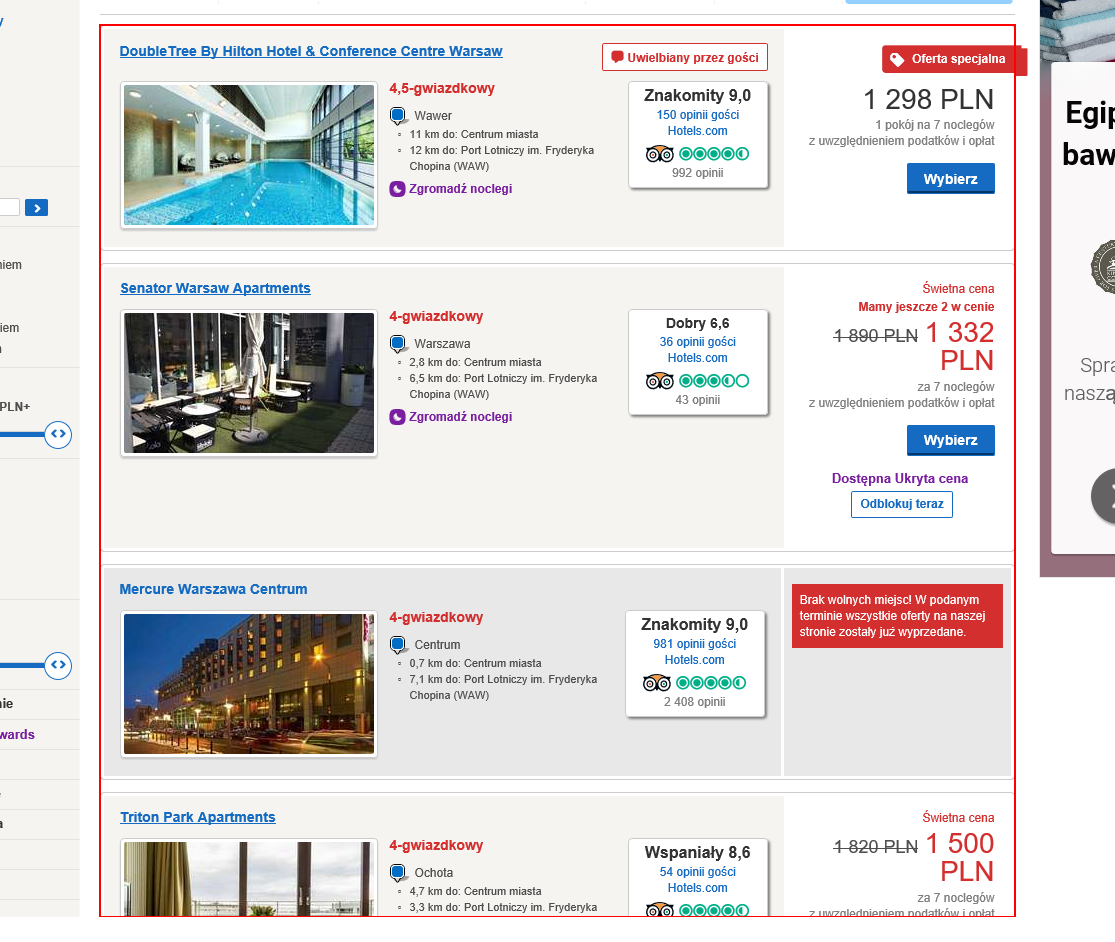 DoubleTree By Hilton Hotel & Conference Centre Warsaw
Uwielbiany przez gości
Oferta specjalna
4,5-gwiazdkowy
Wawer
11 km do: Centrum miasta
12 km do: Port Lotniczy im. Fryderyka
Chopina (WAW)
Zgromadź noclegi
Znakomity 9,0
150 opinii gości
Hotels.com
992 opinii
1 298 PLN
1 pokój na 7 noclegów
z uwzględnieniem podatków i opłat
Wybierz
Senator Warsaw Apartments
4-gwiazdkowy
Warszawa
2,8 km do: Centrum miasta
6,5 km do: Port Lotniczy im. Fryderyka
Chopina (WAW)
Zgromadź noclegi
Dobry 6,6
36 opinii gości
Hotels.com
43 opinii
Świetna cena
Mamy jeszcze 2 w cenie
1 890 PLN 1 332
PLN
za 7 noclegów
z uwzględnieniem podatków i opłat
Wybierz
Dostępna Ukryta cena
Odblokuj teraz
Mercure Warszawa Centrum
4-gwiazdkowy
Centrum
0,7 km do: Centrum miasta
7,1 km do: Port Lotniczy im. Fryderyka
Chopina (WAW)
Znakomity 9,0
981 opinii gości
Hotels.com
2 408 opinii
Brak wolnych miejsc! W podanym
terminie wszystkie oferty na naszej
stronie zostały już wyprzedane.
Triton Park Apartments
4-gwiazdkowy
Ochota
4,7 km do: Centrum miasta
3,3 km do: Port Lotniczy im. Fryderyka
Wspaniały 8,6
54 opinii gości
Hotels.com
Świetna cena
1 820 PLN 1 500
PLN
za 7 noclegów
z uwzględnieniem podatków i opłat
PLN+
wards
Egip
baw
Spra
naszą